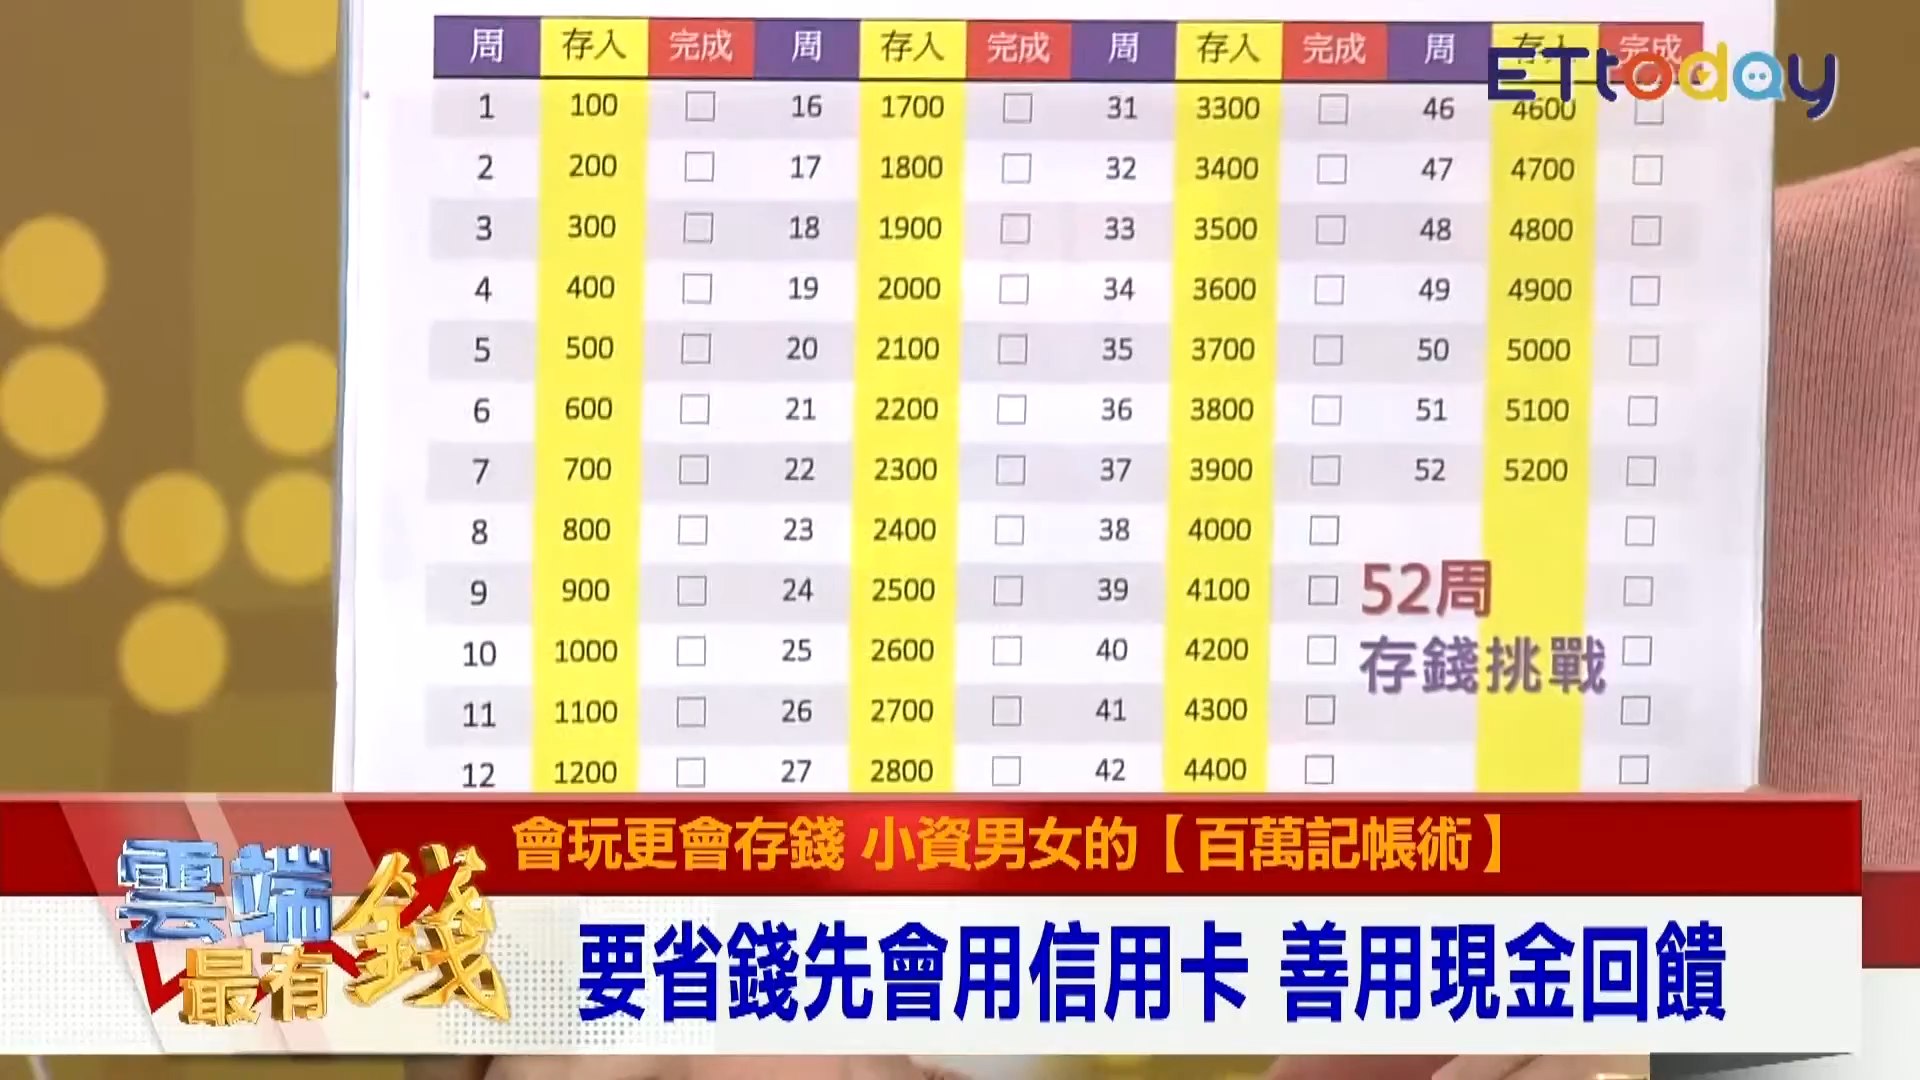 周 存入 完成 周 存入 完成 周 存入 完成 周 存入 完成
ETtoday
1 100 16 1700 31 3300 46 4600
2 200 17 1800 32 3400 47 4700
3 300 18 1900 33 3500 48 4800
4 400 19 2000 34 3600 49 4900
5 500 20 2100 35 3700 50 5000
6 600 21 2200 36 3800 51 5100
7 700 22 2300 37 3900 52 5200
8 800 23 2400 38 4000
9 900 24 2500 39 4100
52周
10 1000 25 2600 40 4200
存錢挑戰
11 1100 26 2700 41 4300
12 1200 27 2800 42 4400
會玩更會存錢 小資男女的【百萬記帳術】
雲端最有錢
要省錢先會用信用卡 善用現金回饋